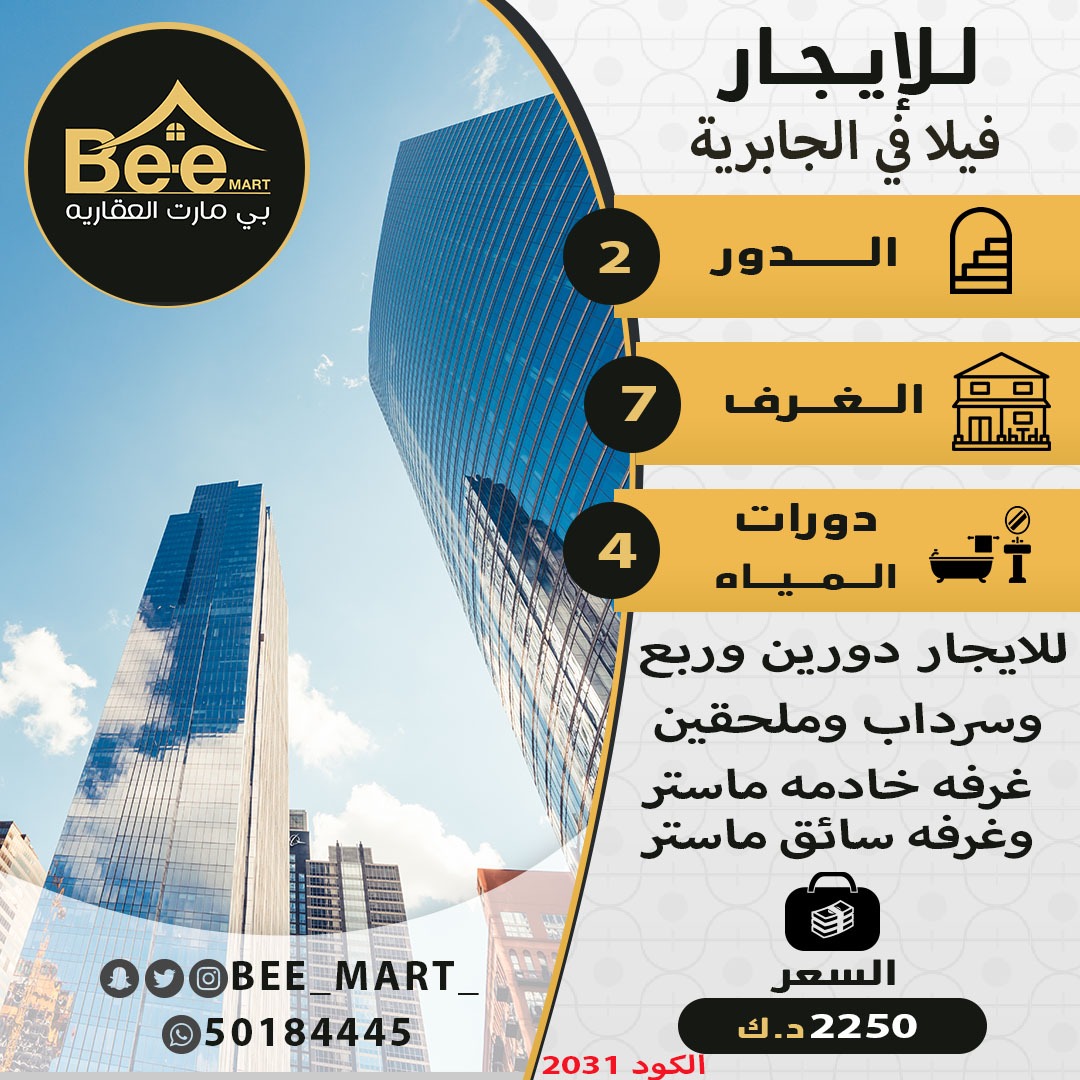 Bee MART
بي مارت العقاريه
للإيجار
فيلا في الجابرية
الدور
2
الغرف
7
دورات
المياه
4
للايجار دورين وربع
وسرداب وملحقين
غرفه خادمه ماستر
وغرفه سائق ماستر
السعر
2250 د.ك
الكود 2031
BEE_MART_
50184445